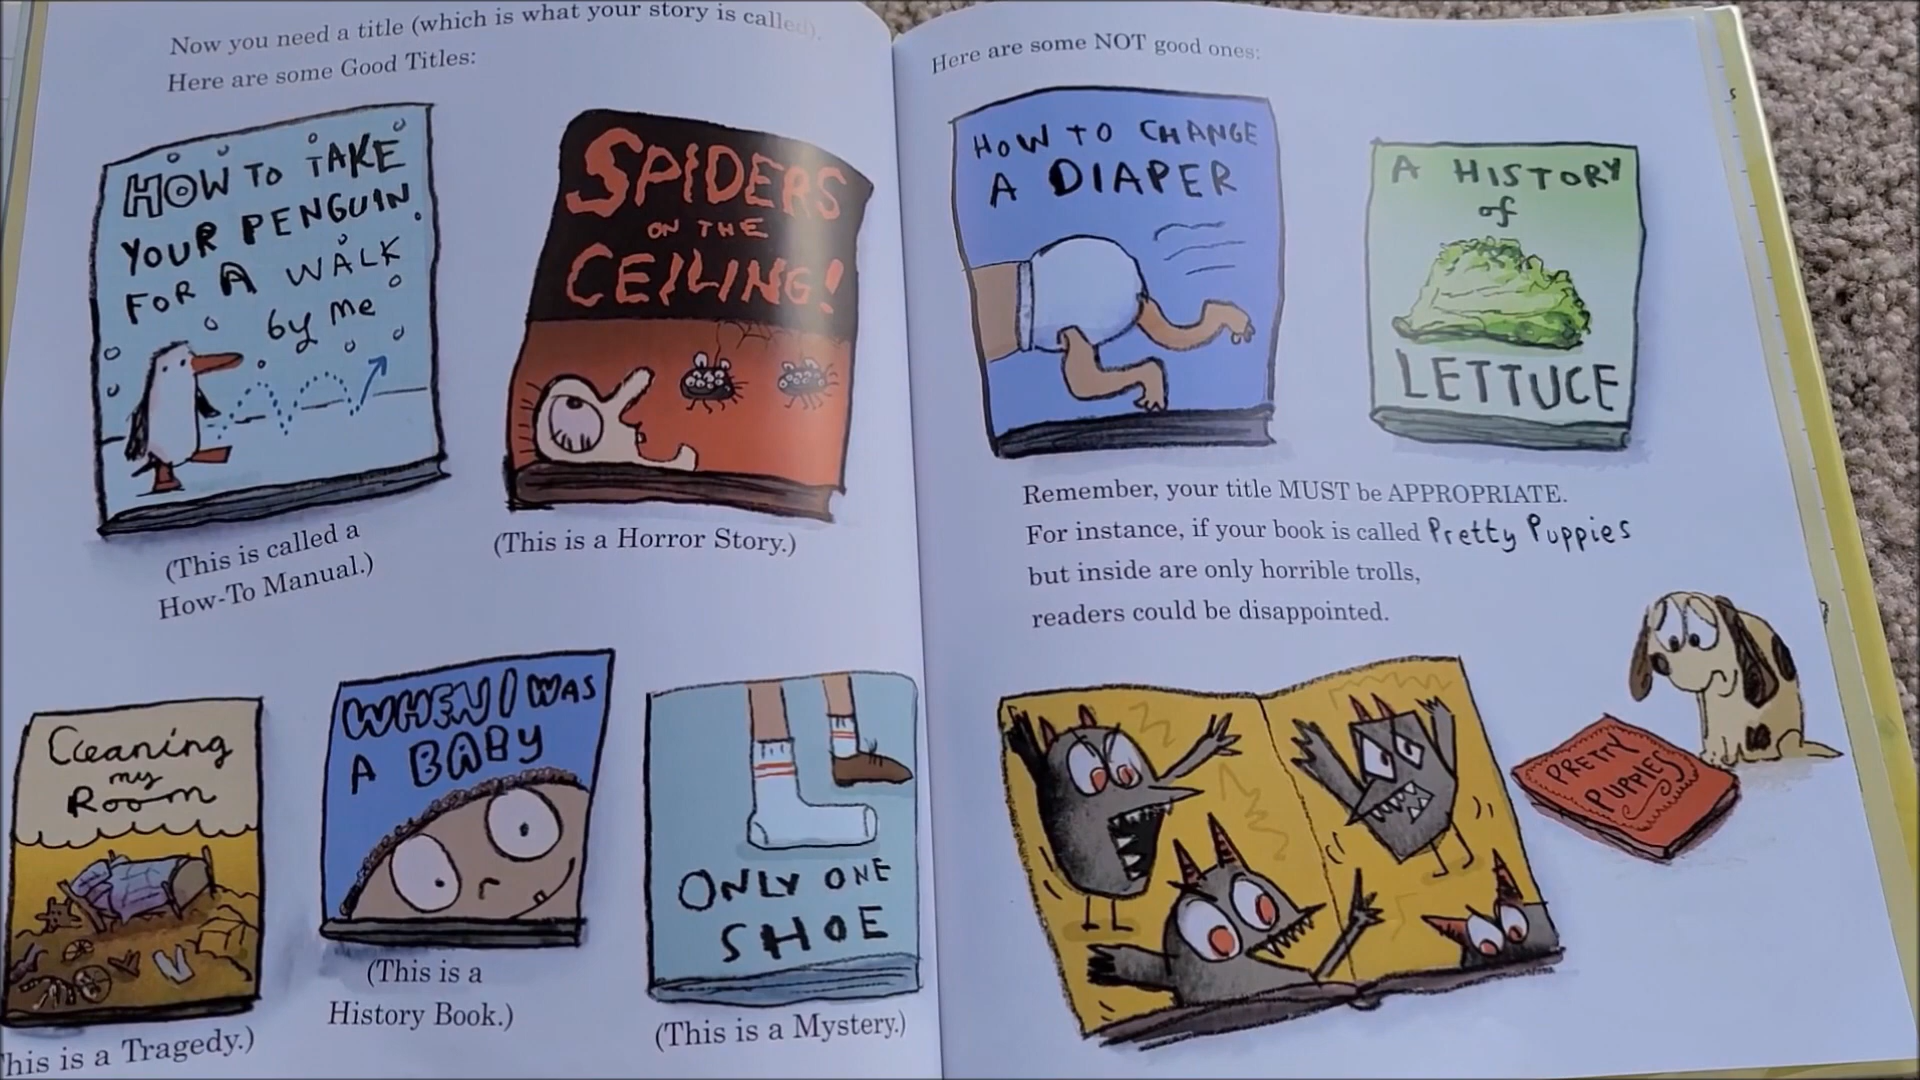 Now you need a title (which is what your story is called).
Here are some Good Titles:
HOW TO TAKE
YOUR PENGUIN
FOR A WALK
by me
(This is called a
How-To Manual.)
SPIDERS
ON THE
CEILING!
(This is a Horror Story.)
Cleaning
my
Room
This is a Tragedy.)
WHEN I WAS
A BABY
(This is a
History Book.)
ONLY ONE
SHOE
(This is a Mystery.)
Here are some NOT good ones:
HOW TO CHANGE
A DIAPER
A HISTORY
of
LETTUCE
Remember, your title MUST be APPROPRIATE.
For instance, if your book is called Pretty Puppies
but inside are only horrible trolls,
readers could be disappointed.
PRETTY
PUPPIES